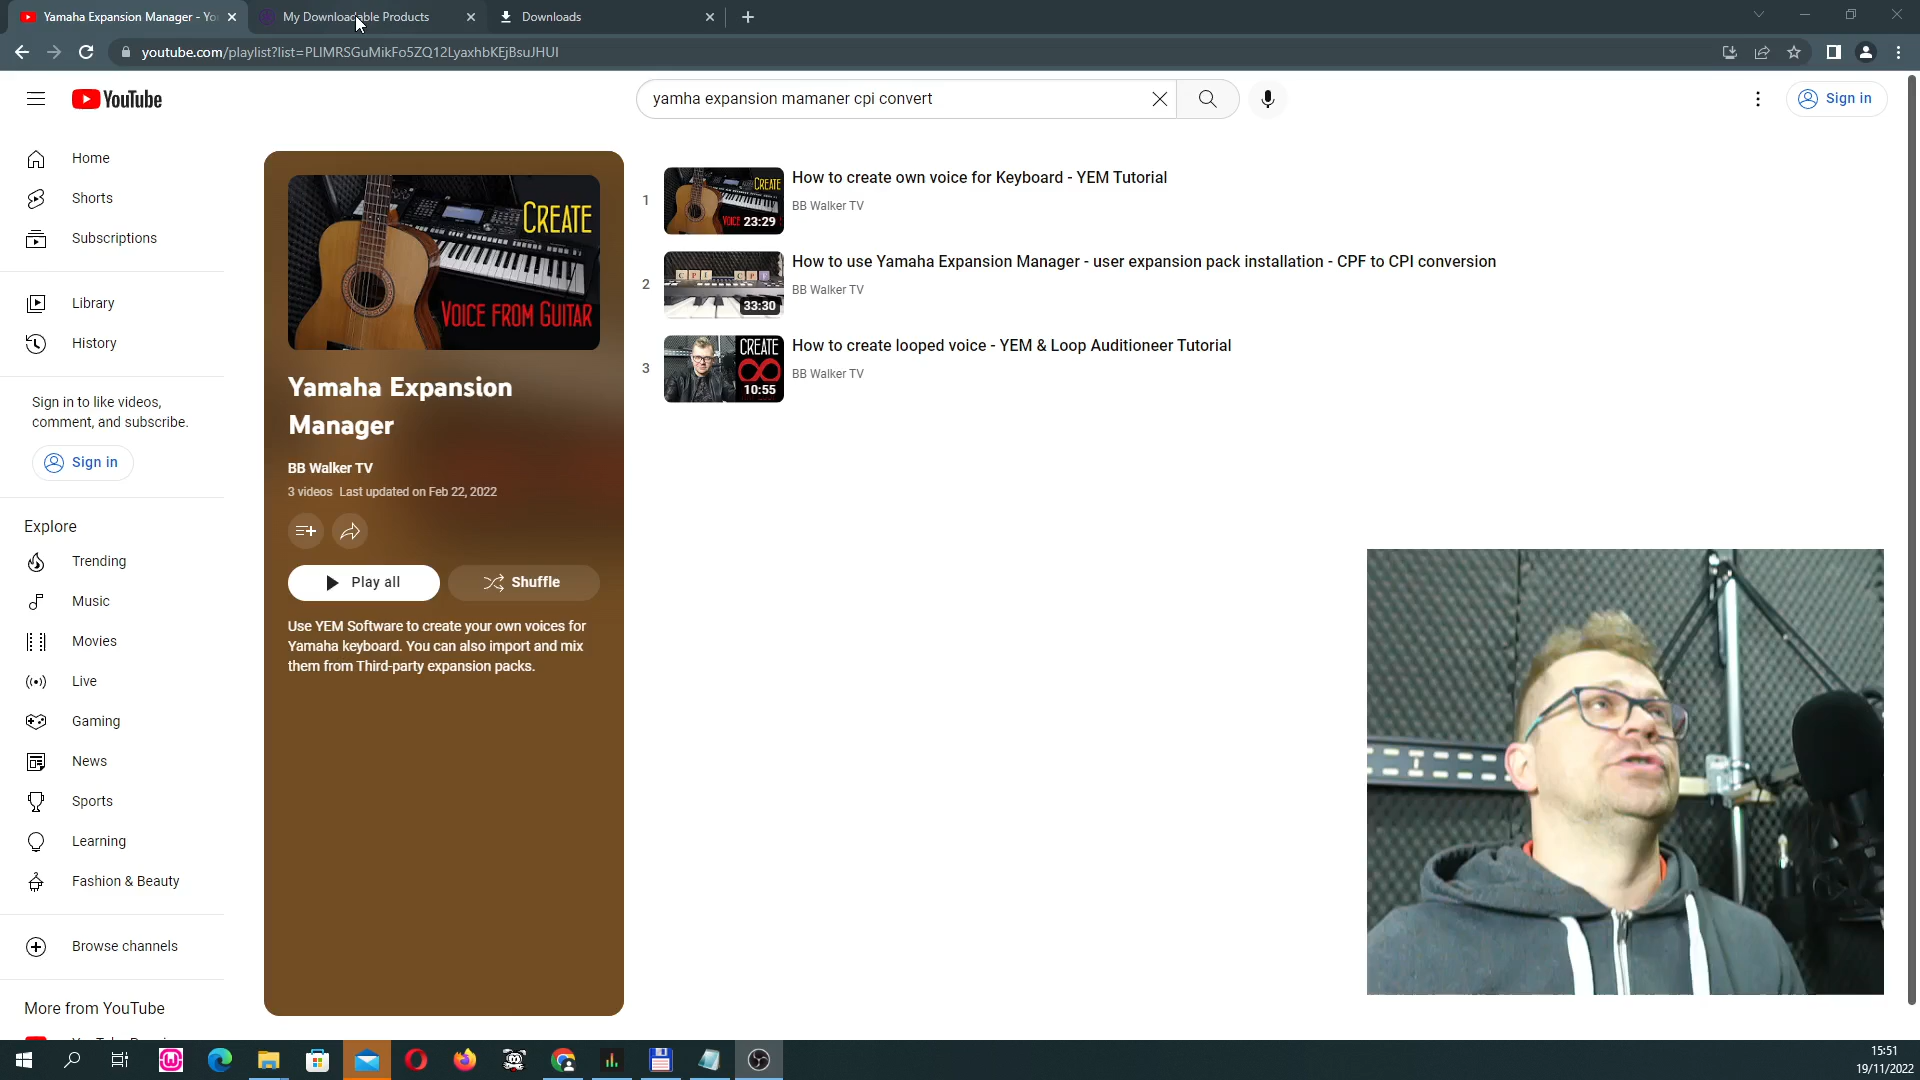 Yamaha Expansion Manager - Yo
My Downloadable Products
Downloads
youtube.com/playlist?list=PLIMRSGuMikFo5ZQ12LyaxhbKEjBsuJHUI
YouTube
yamha expansion mamaner cpi convert
Sign in
Home
Shorts
Subscriptions
Library
History
Sign in to like videos,
comment, and subscribe.
Sign in
Explore
Trending
Music
Movies
Live
Gaming
News
Sports
Learning
Fashion & Beauty
Browse channels
More from YouTube
CREATE
VOICE FROM GUITAR
Yamaha Expansion
Manager
BB Walker TV
3 videos Last updated on Feb 22, 2022
Play all
Shuffle
Use YEM Software to create your own voices for
Yamaha keyboard. You can also import and mix
them from Third-party expansion packs.
1
CREATE
VOICE
23:29
How to create own voice for Keyboard - YEM Tutorial
BB Walker TV
2
CPI CPF
33:30
How to use Yamaha Expansion Manager - user expansion pack installation - CPF to CPI conversion
BB Walker TV
3
CREATE
10:55
How to create looped voice - YEM & Loop Auditioneer Tutorial
BB Walker TV
15:51
19/11/2022